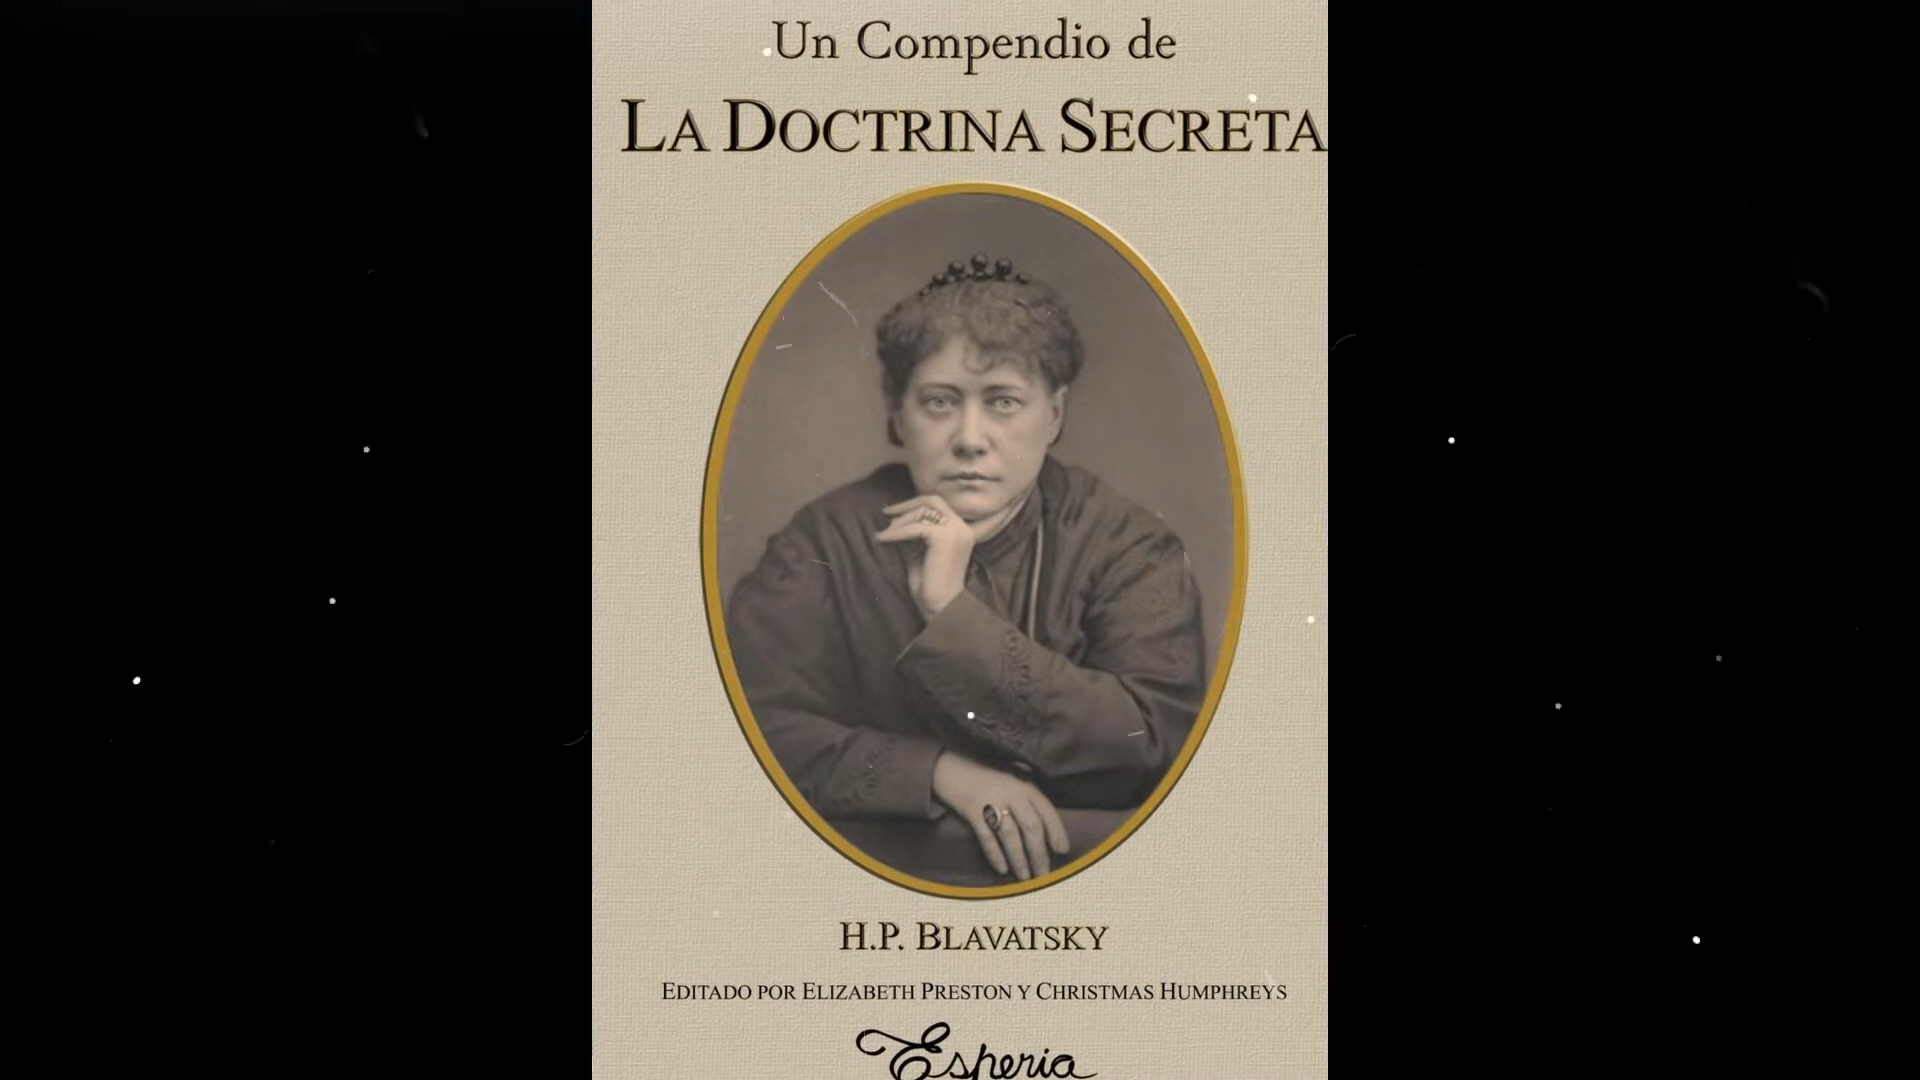 Un Compendio de
LA DOCTRINA SECRETA
H.P. BLAVATSKY
EDITADO POR ELIZABETH PRESTON Y CHRISTMAS HUMPHREYS
Esperia